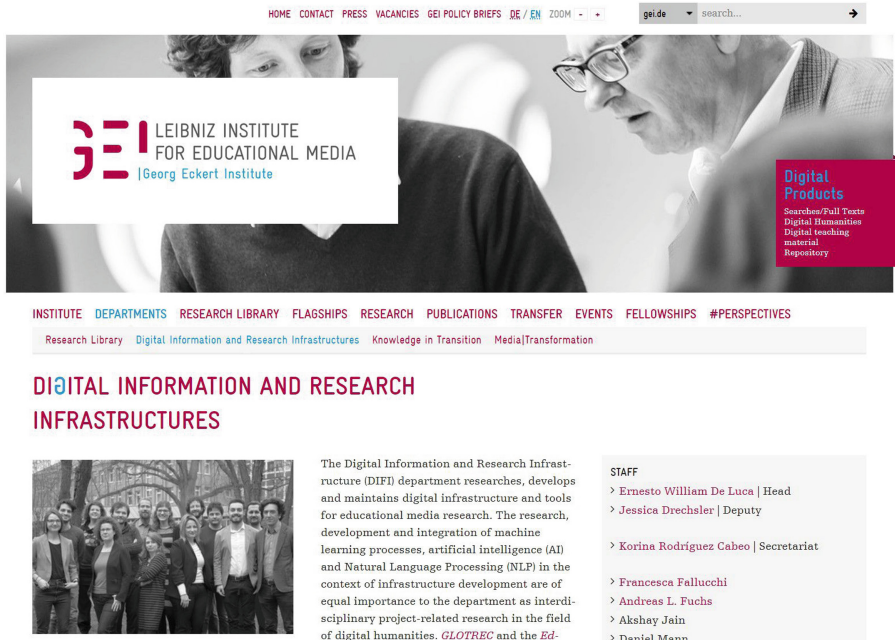 HOME CONTACT PRESS VACANCIES GEI POLICY BRIEFS DE / EN ZOOM - +
gei.de search...
GEI LEIBNIZ INSTITUTE
FOR EDUCATIONAL MEDIA
|Georg Eckert Institute
Digital
Products
Searches/Full Texts
Digital Humanities
Digital teaching
material
Repository
INSTITUTE DEPARTMENTS RESEARCH LIBRARY FLAGSHIPS RESEARCH PUBLICATIONS TRANSFER EVENTS FELLOWSHIPS #PERSPECTIVES
Research Library Digital Information and Research Infrastructures Knowledge in Transition Media|Transformation
DIGITAL INFORMATION AND RESEARCH
INFRASTRUCTURES
The Digital Information and Research Infrast-
ructure (DIFI) department researches, develops
and maintains digital infrastructure and tools
for educational media research. The research,
development and integration of machine
learning processes, artificial intelligence (AI)
and Natural Language Processing (NLP) in the
context of infrastructure development are of
equal importance to the department as interdi-
sciplinary project-related research in the field
of digital humanities. GLOTREC and the Ed-
STAFF
› Ernesto William De Luca | Head
› Jessica Drechsler | Deputy
› Korina Rodríguez Cabeo | Secretariat
› Francesca Fallucchi
› Andreas L. Fuchs
› Akshay Jain
› Daniel Mann